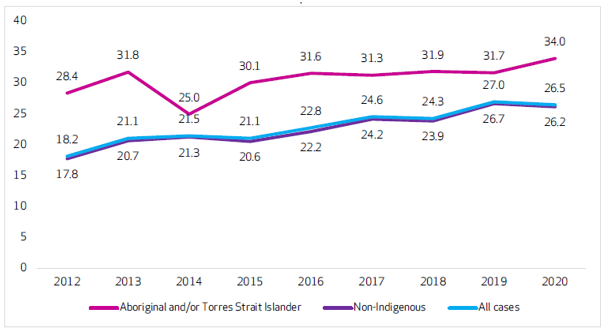 40
35
30
25
20
15
10
5
0
28.4 31.8 25.0 30.1 31.6 31.3 31.9 31.7 34.0
18.2 21.1 21.5 21.1 22.8 24.6 24.3 27.0 26.5
17.8 20.7 21.3 20.6 22.2 24.2 23.9 26.7 26.2
2012 2013 2014 2015 2016 2017 2018 2019 2020
Aboriginal and/or Torres Strait Islander Non-Indigenous All cases